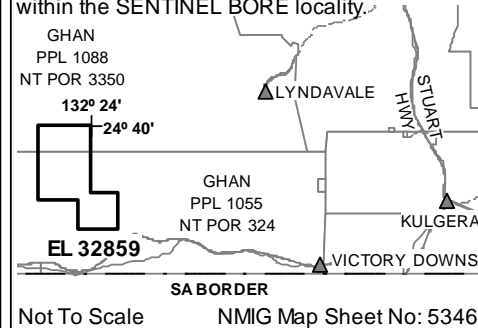 within the SENTINEL BORE locality.
GHAN
PPL 1088
NT POR 3350
132º 24'
24º 40'
LYNDAVALE
STUART
HWY
GHAN
PPL 1055
NT POR 324
KULGERA
EL 32859
VICTORY DOWNS
SA BORDER
Not To Scale NMIG Map Sheet No: 5346